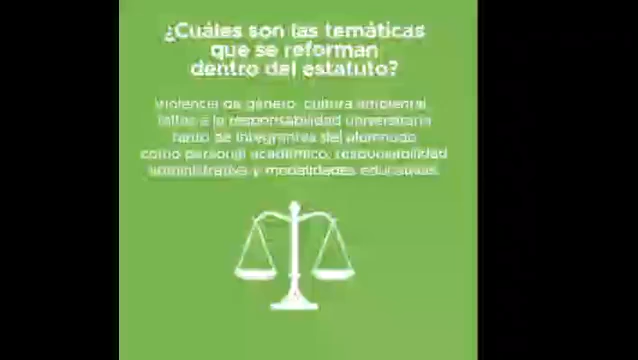 ¿Cuáles son las temáticas
que se reforman
dentro del estatuto?
Violencia de género, cultura ambiental,
faltas a la responsabilidad universitaria
tanto de integrantes del alumnado
como personal académico, responsabilidad
administrativa y modalidades educativas.